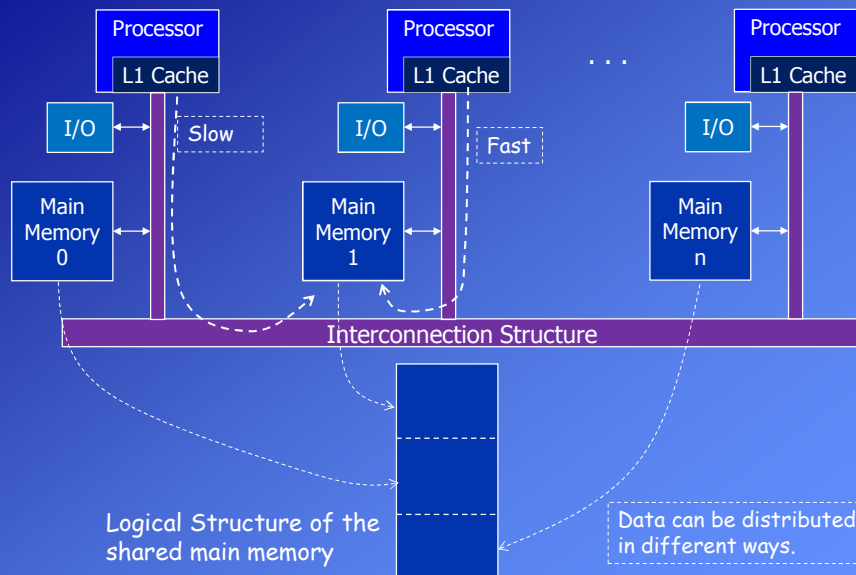 Processor
L1 Cache
Processor
L1 Cache
. . .
Processor
L1 Cache
I/O
Slow
I/O
Fast
I/O
Main
Memory
0
Main
Memory
1
Main
Memory
n
Interconnection Structure
Logical Structure of the
shared main memory
Data can be distributed
in different ways.